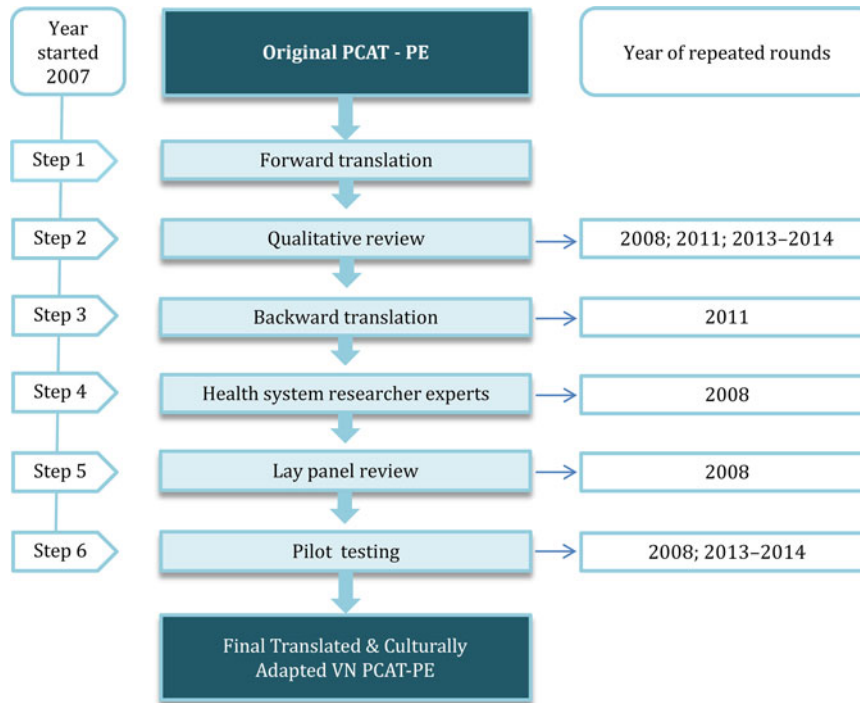 Year
started
2007
Original PCAT - PE
Year of repeated rounds
Step 1
Forward translation
Step 2
Qualitative review
2008; 2011; 2013–2014
Step 3
Backward translation
2011
Step 4
Health system researcher experts
2008
Step 5
Lay panel review
2008
Step 6
Pilot testing
2008; 2013–2014
Final Translated & Culturally
Adapted VN PCAT-PE